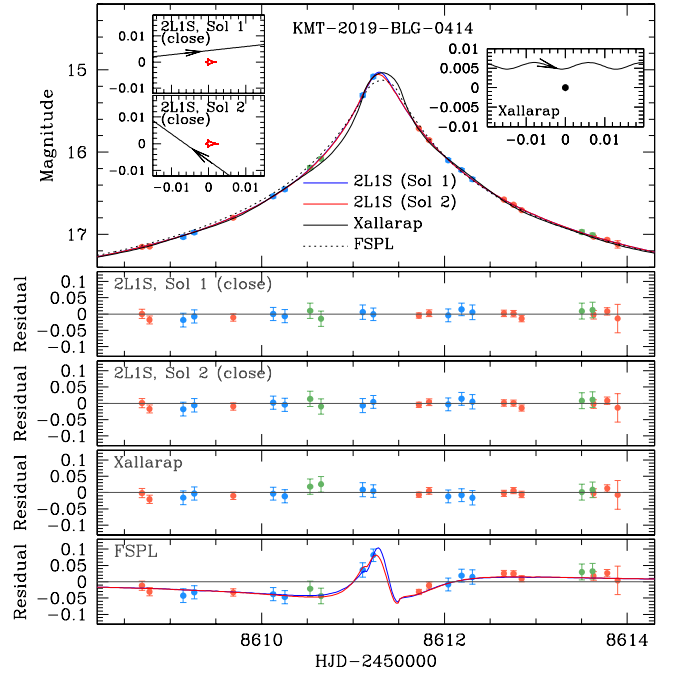 KMT-2019-BLG-0414
2L1S, Sol 1
(close)
0.01
0
−0.01
2L1S, Sol 2
(close)
0.01
0
−0.01
−0.01
0
0.01
0.01
0.005
0
−0.005
−0.01
Xallarap
−0.01
0
0.01
Magnitude
15
16
17
2L1S (Sol 1)
2L1S (Sol 2)
Xallarap
FSPL
Residual
0.1
0.05
0
−0.05
−0.1
2L1S, Sol 1 (close)
Residual
0.1
0.05
0
−0.05
−0.1
2L1S, Sol 2 (close)
Residual
0.1
0.05
0
−0.05
−0.1
Xallarap
Residual
0.1
0.05
0
−0.05
−0.1
FSPL
8610
8612
8614
HJD−2450000